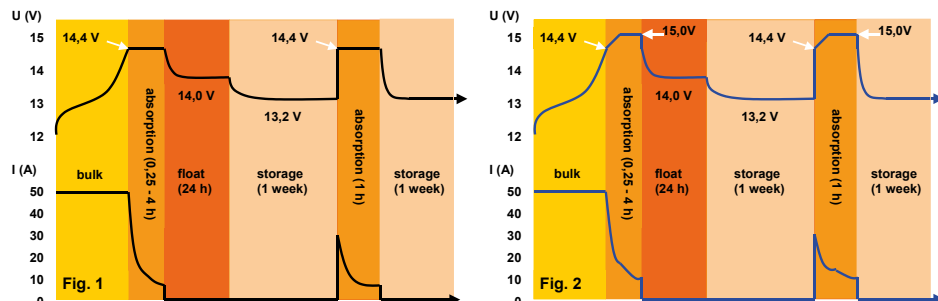 U (V)
15
14
13
12
I (A)
50
40
30
20
10
0
14,4 V
14,0 V
13,2 V
14,4 V
bulk
absorption (0,25 - 4 h)
float
(24 h)
storage
(1 week)
absorption (1 h)
storage
(1 week)
Fig. 1
U (V)
15
14
13
12
I (A)
50
40
30
20
10
0
14,4 V
15,0V
14,0 V
13,2 V
14,4 V
15,0V
bulk
absorption (0,25 - 4 h)
float
(24 h)
storage
(1 week)
absorption (1 h)
storage
(1 week)
Fig. 2